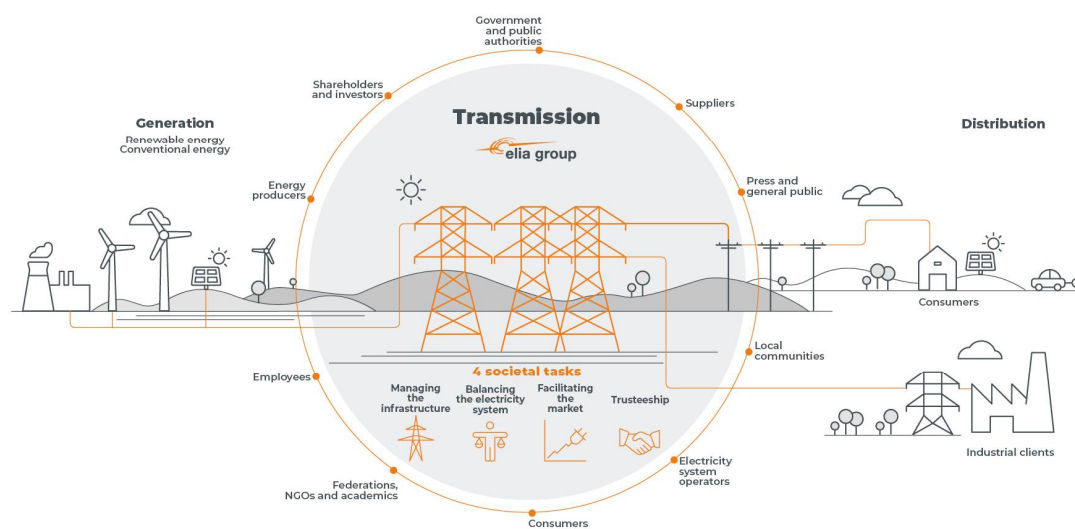 Government
and public
authorities
Shareholders
and investors
Suppliers
Generation
Renewable energy
Conventional energy
Transmission
elia group
Distribution
Energy
producers
Press and
general public
Consumers
Local
communities
Employees
4 societal tasks
Managing
the
infrastructure
Balancing
the electricity
system
Facilitating
the
market
Trusteeship
Industrial clients
Electricity
system
operators
Federations,
NGOs and academics
Consumers